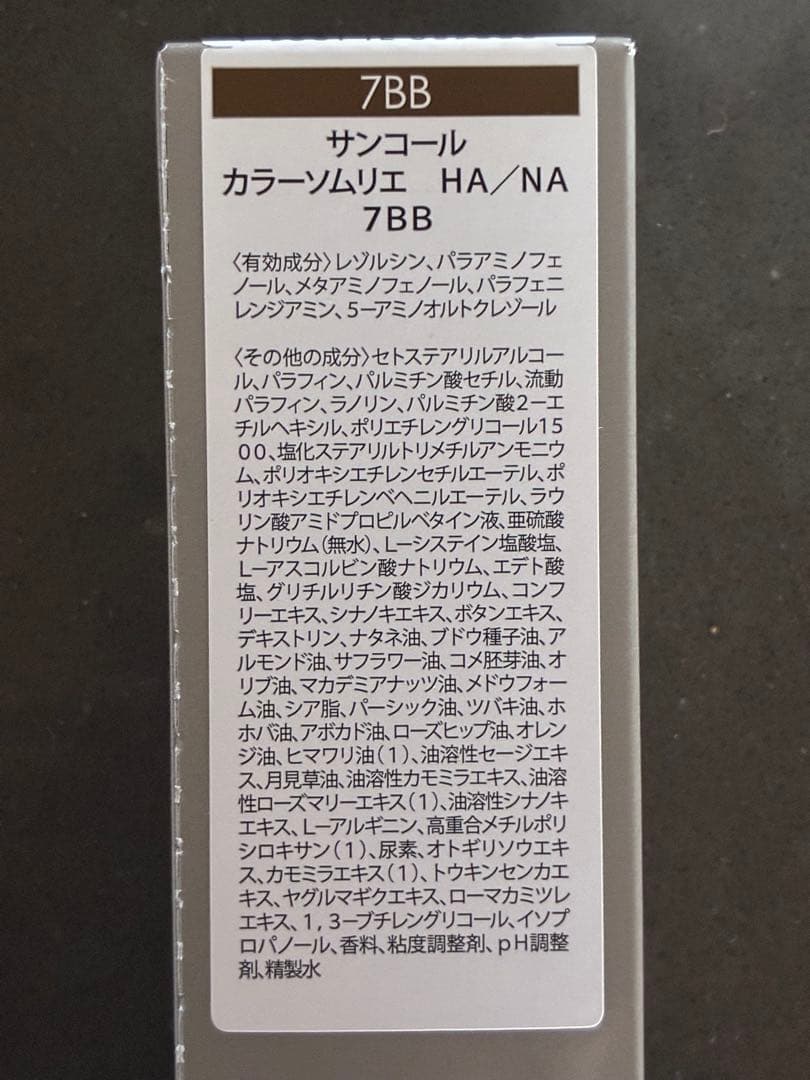 7BB
サンコール
カラーソムリエ　HA／NA
7BB
〈有効成分〉レゾルシン、パラアミノフェ
ノール、メタアミノフェノール、パラフェニ
レンジアミン、5ーアミノオルトクレゾール
〈その他の成分〉セトステアリルアルコー
ル、パラフィン、パルミチン酸セチル、流動
パラフィン、ラノリン、パルミチン酸2ーエ
チルヘキシル、ポリエチレングリコール15
00、塩化ステアリルトリメチルアンモニウ
ム、ポリオキシエチレンセチルエーテル、ポ
リオキシエチレンベヘニルエーテル、ラウ
リン酸アミドプロピルベタイン液、亜硫酸
ナトリウム（無水）、Lーシステイン塩酸塩、
Lーアスコルビン酸ナトリウム、エデト酸
塩、グリチルリチン酸ジカリウム、コンフ
リーエキス、シナノキエキス、ボタンエキス、
デキストリン、ナタネ油、ブドウ種子油、ア
ルモンド油、サフラワー油、コメ胚芽油、オ
リブ油、マカデミアナッツ油、メドウフォー
ム油、シア脂、パーシック油、ツバキ油、ホ
ホバ油、アボカド油、ローズヒップ油、オレン
ジ油、ヒマワリ油（1）、油溶性セージエキ
ス、月見草油、油溶性カモミラエキス、油溶
性ローズマリーエキス（1）、油溶性シナノキ
エキス、Lーアルギニン、高重合メチルポリ
シロキサン（1）、尿素、オトギリソウエキ
ス、カモミラエキス（1）、トウキンセンカエ
キス、ヤグルマギクエキス、ローマカミツレ
エキス、1，3ーブチレングリコール、イソプ
ロパノール、香料、粘度調整剤、pH調整
剤、精製水